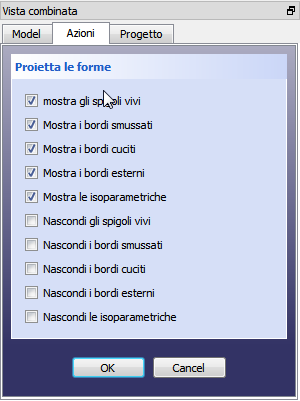 Vista combinata
Model Azioni Progetto
Proietta le forme
mostra gli spigoli vivi
Mostra i bordi smussati
Mostra i bordi cuciti
Mostra i bordi esterni
Mostra le isoparametriche
Nascondi gli spigoli vivi
Nascondi i bordi smussati
Nascondi i bordi cuciti
Nascondi i bordi esterni
Nascondi le isoparametriche
OK Cancel